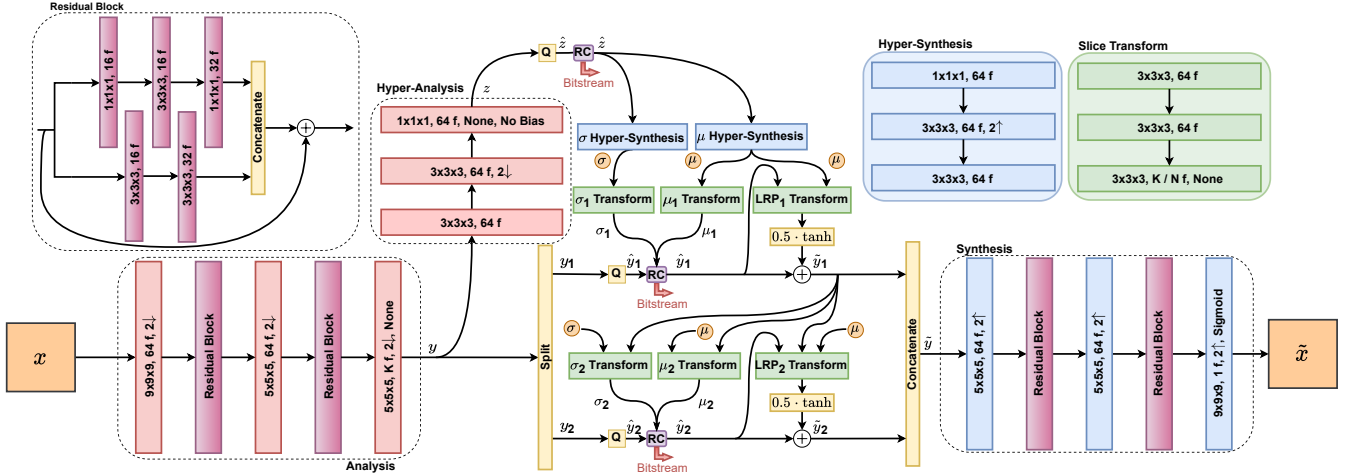 Residual Block
1x1x1, 16 f
3x3x3, 16 f
1x1x1, 32 f
3x3x3, 16 f
3x3x3, 32 f
Concatenate
+
Hyper-Analysis
1x1x1, 64 f, None, No Bias
3x3x3, 64 f, 2↓
3x3x3, 64 f
z
Q
ẑ
RC
ẑ
Bitstream
σ Hyper-Synthesis
μ Hyper-Synthesis
σ
μ
μ
σ1 Transform
μ1 Transform
LRP1 Transform
σ1
μ1
0.5 · tanh
y1
Q
ŷ1
RC
ŷ1
+
ỹ1
Bitstream
σ
μ
μ
σ2 Transform
μ2 Transform
LRP2 Transform
σ2
μ2
0.5 · tanh
y2
Q
ŷ2
RC
ŷ2
+
ỹ2
Bitstream
Hyper-Synthesis
1x1x1, 64 f
3x3x3, 64 f, 2↑
3x3x3, 64 f
Slice Transform
3x3x3, 64 f
3x3x3, 64 f
3x3x3, K / N f, None
x
9x9x9, 64 f, 2↓
Residual Block
5x5x5, 64 f, 2↓
Residual Block
5x5x5, K f, 2↓, None
Analysis
y
Split
Concatenate
ỹ
Synthesis
5x5x5, 64 f, 2↑
Residual Block
5x5x5, 64 f, 2↑
Residual Block
9x9x9, 1 f, 2↑, Sigmoid
x̃